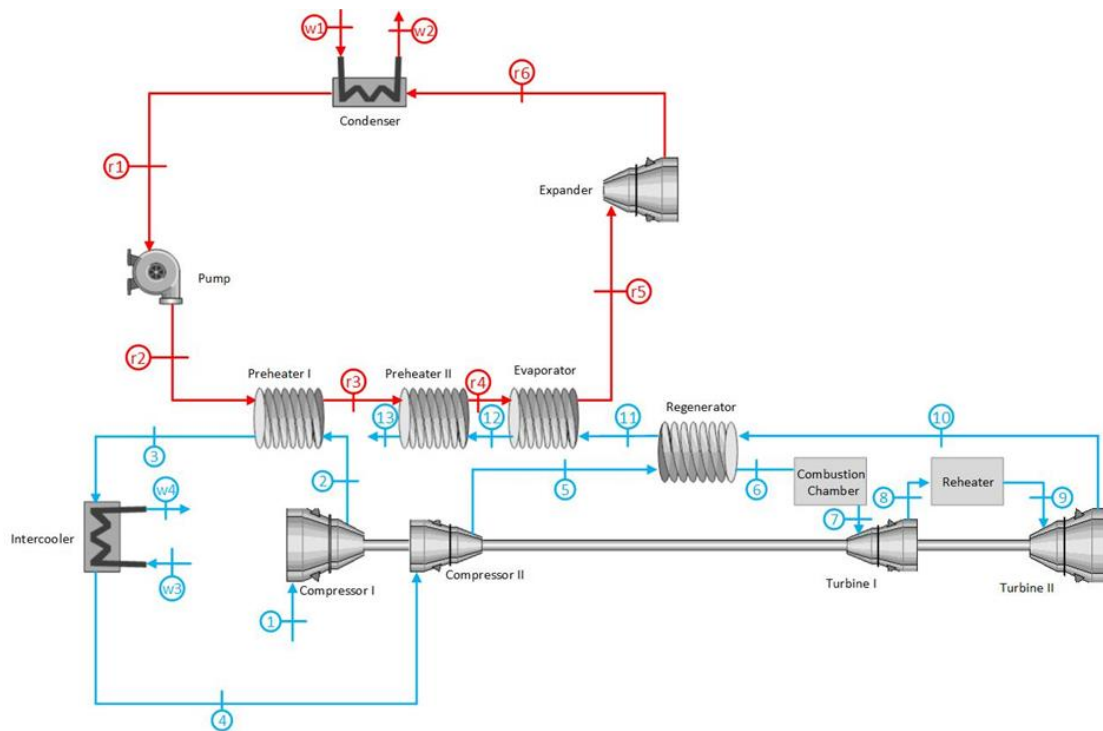 w1
w2
r6
Condenser
r1
Expander
Pump
r5
r2
Preheater I
Preheater II
Evaporator
r3
r4
Regenerator
13
12
11
10
3
2
5
6
Combustion
Chamber
8
Reheater
9
w4
7
Intercooler
w3
Compressor I
Compressor II
Turbine I
Turbine II
1
4